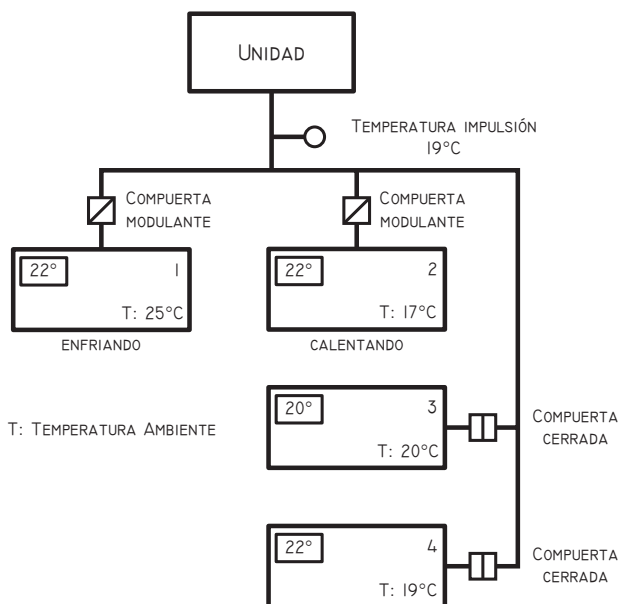 UNIDAD
TEMPERATURA IMPULSIÓN
19°C
COMPUERTA
MODULANTE
COMPUERTA
MODULANTE
22° 1
T: 25°C
ENFRIANDO
22° 2
T: 17°C
CALENTANDO
20° 3
T: 20°C
COMPUERTA
CERRADA
T: TEMPERATURA AMBIENTE
22° 4
T: 19°C
COMPUERTA
CERRADA